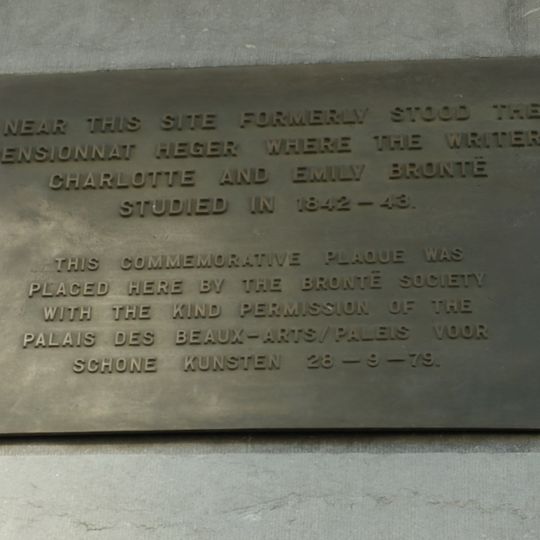 NEAR THIS SITE FORMERLY STOOD THE
ENSIONNAT HEGER WHERE THE WRITER
CHARLOTTE AND EMILY BRONTË
STUDIED IN 1842-43.
THIS COMMEMORATIVE PLAQUE WAS
PLACED HERE BY THE BRONTË SOCIETY
WITH THE KIND PERMISSION OF THE
PALAIS DES BEAUX-ARTS/PALEIS VOOR
SCHONE KUNSTEN 28-9-79.